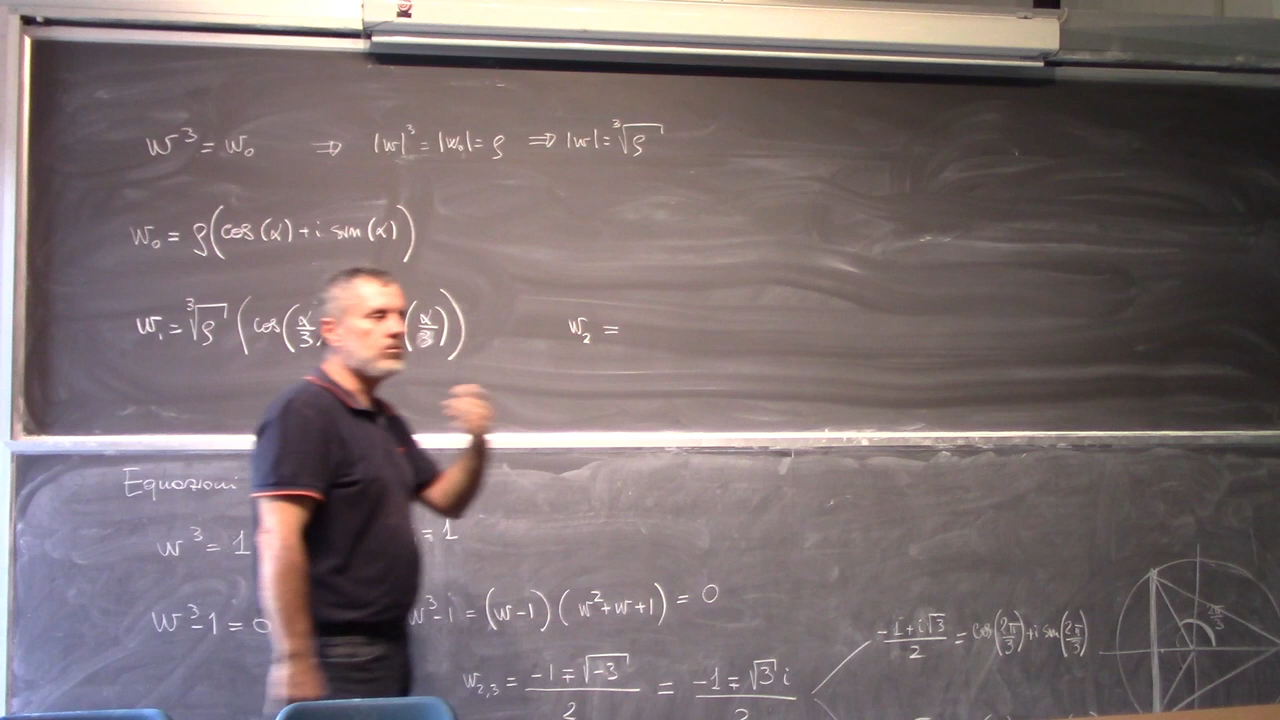 w³ = w₀ ⇒ |w|³ = |w₀| = ρ ⇒ |w| = ∛ρ
w₀ = ρ(cos(α) + i sin(α))
w₁ = ∛ρ (cos(α/3) (α/3)) w₂ =
Equazioni
w³ = 1 = 1
w³-1 = 0 w³-1 = (w-1)(w²+w+1) = 0
w₂,₃ = (-1∓√-3)/2 = (-1∓√3 i)/2
(-1+i√3)/2 = cos(2π/3) + i sin(2π/3)
2π/3